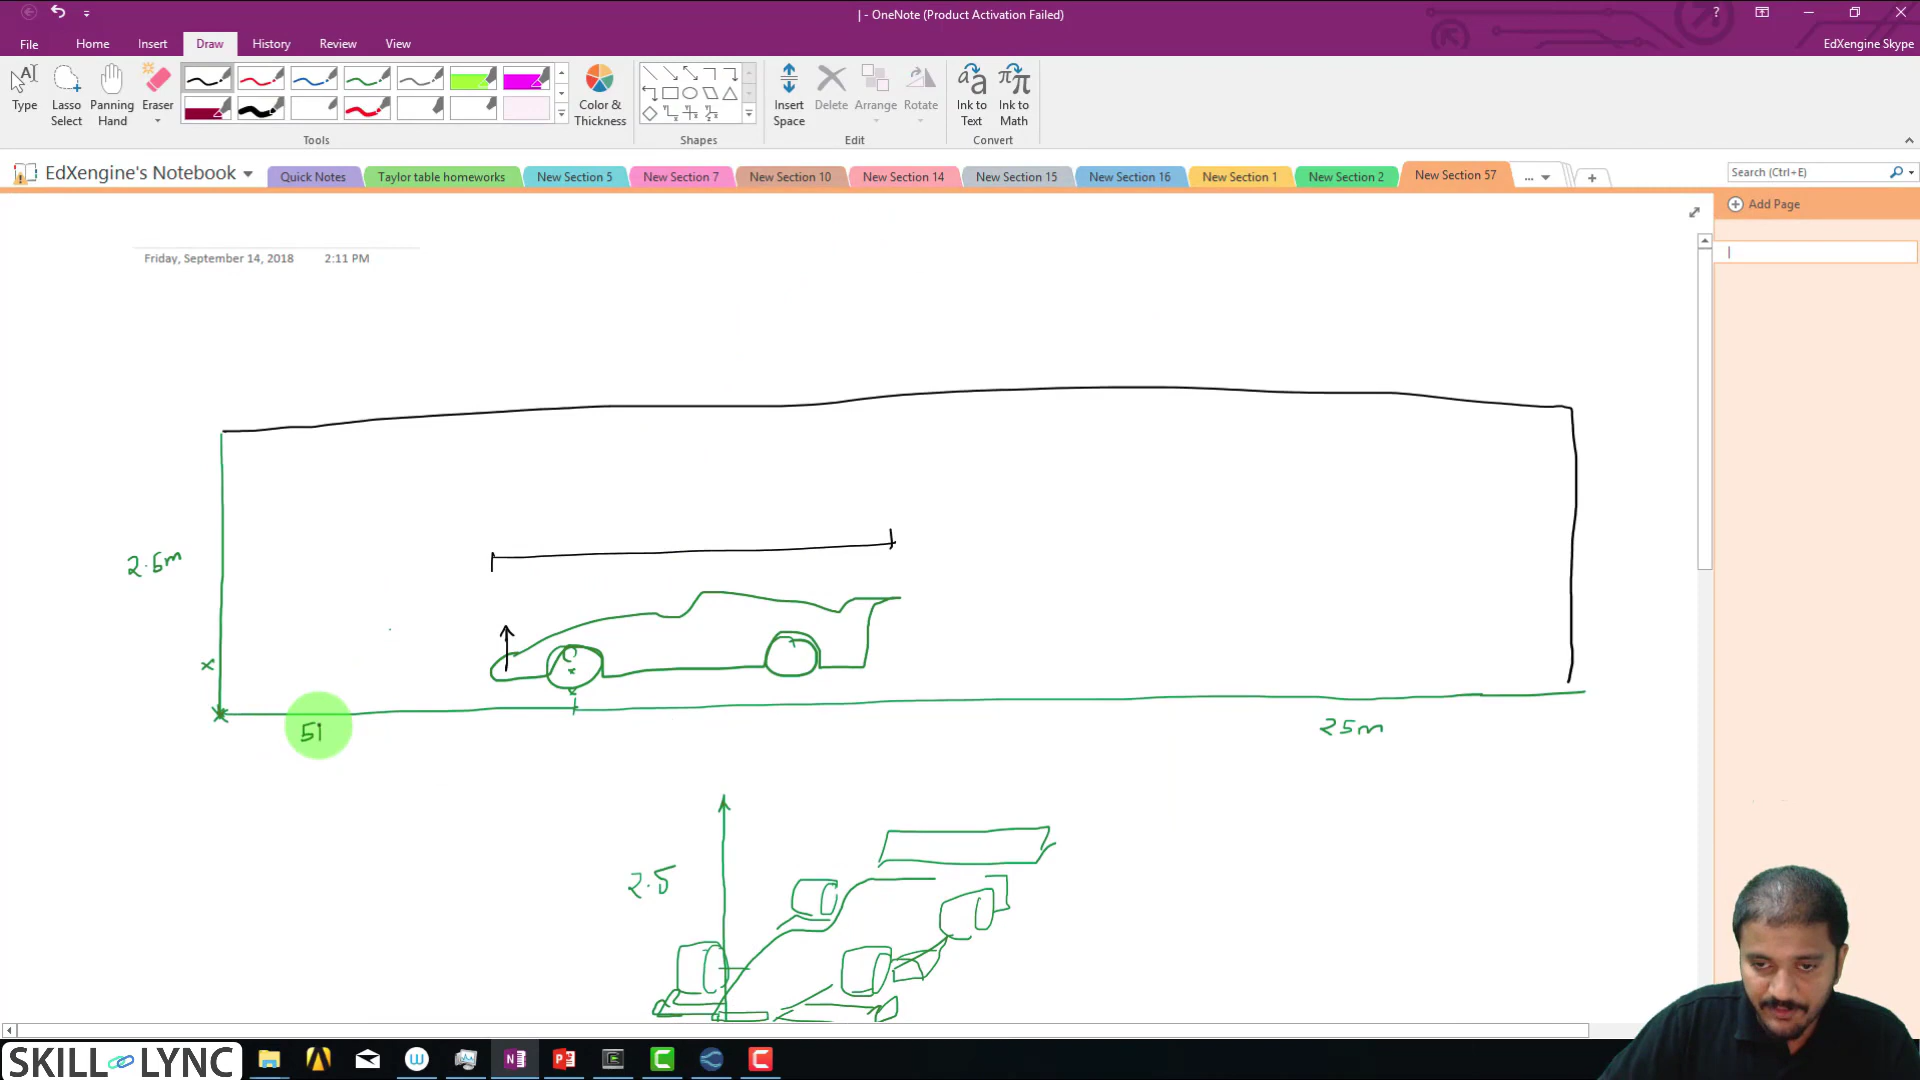 | - OneNote (Product Activation Failed)
?
File
Home
Insert
Draw
History
Review
View
EdXengine Skype
Type
Lasso
Select
Panning
Hand
Eraser
Color &
Thickness
Insert
Space
Delete
Arrange
Rotate
Ink to
Text
Ink to
Math
Tools
Shapes
Edit
Convert
EdXengine's Notebook
Quick Notes
Taylor table homeworks
New Section 5
New Section 7
New Section 10
New Section 14
New Section 15
New Section 16
New Section 1
New Section 2
New Section 57
...
Search (Ctrl+E)
Add Page
Friday, September 14, 2018 2:11 PM
2.5m
x
25m
2.5
SKILL LYNC